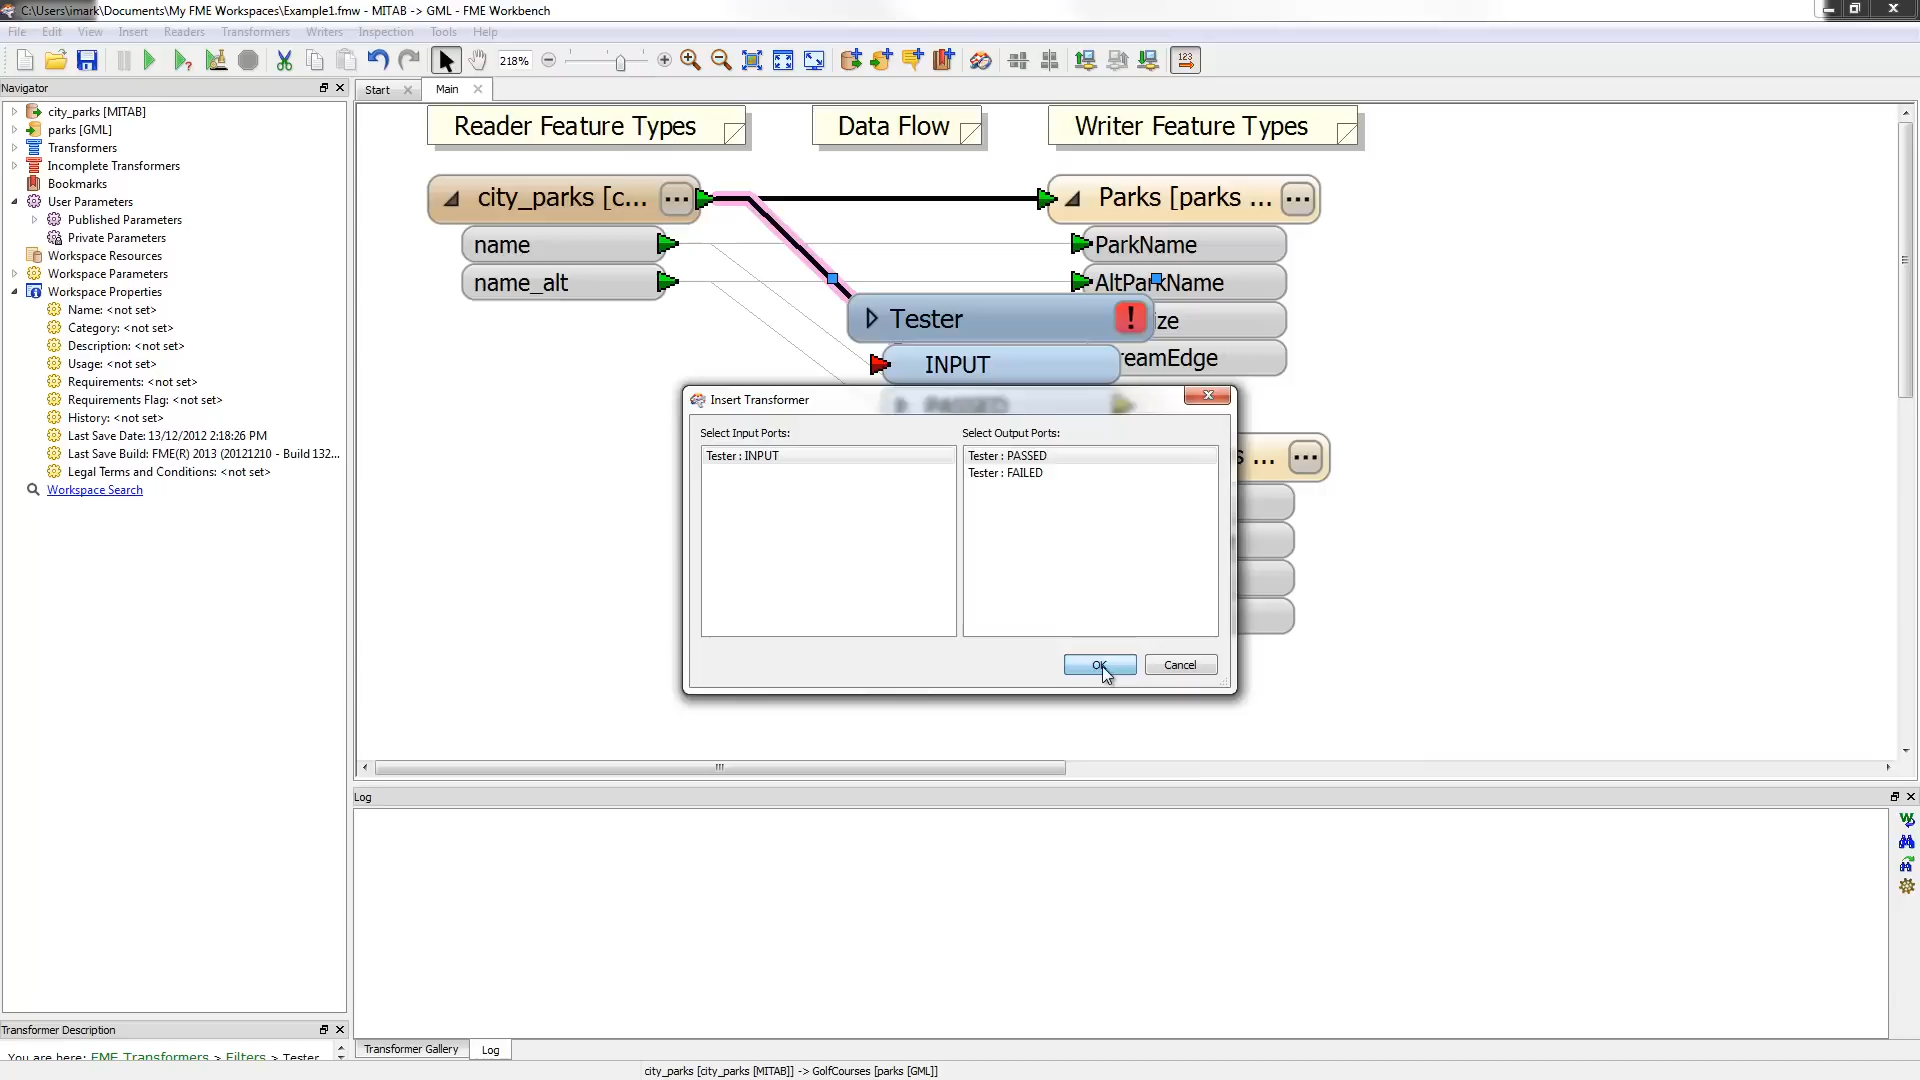 C:\Users\imark\Documents\My FME Workspaces\Example1.fmw - MITAB -> GML - FME Workbench
File Edit View Insert Readers Transformers Writers Inspection Tools Help
218%
123
Navigator
city_parks [MITAB]
parks [GML]
Transformers
Incomplete Transformers
Bookmarks
User Parameters
Published Parameters
Private Parameters
Workspace Resources
Workspace Parameters
Workspace Properties
Name: <not set>
Category: <not set>
Description: <not set>
Usage: <not set>
Requirements: <not set>
Requirements Flag: <not set>
History: <not set>
Last Save Date: 13/12/2012 2:18:26 PM
Last Save Build: FME(R) 2013 (20121210 - Build 132...
Legal Terms and Conditions: <not set>
Workspace Search
Start
Main
Reader Feature Types
Data Flow
Writer Feature Types
city_parks [c... ...
name
name_alt
Parks [parks ... ...
ParkName
AltParkName
ize
reamEdge
Tester !
INPUT
PASSED
s ... ...
Insert Transformer
Select Input Ports:
Tester : INPUT
Select Output Ports:
Tester : PASSED
Tester : FAILED
OK
Cancel
Log
Transformer Description
You are here: FME Transformers > Filters > Tester
Transformer Gallery
Log
city_parks [city_parks [MITAB]] -> GolfCourses [parks [GML]]